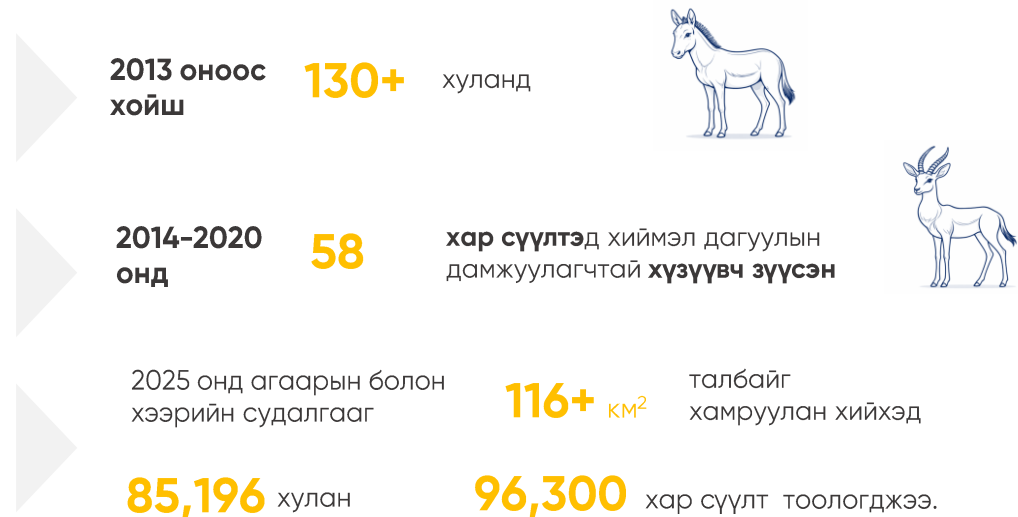 2013 оноос
хойш
130+
хуланд
2014-2020
онд
58
хар сүүлтэд хиймэл дагуулын
дамжуулагчтай хүзүүвч зүүсэн
2025 онд агаарын болон
хээрийн судалгааг
116+ км²
талбайг
хамруулан хийхэд
85,196 хулан
96,300 хар сүүлт тоологджээ.